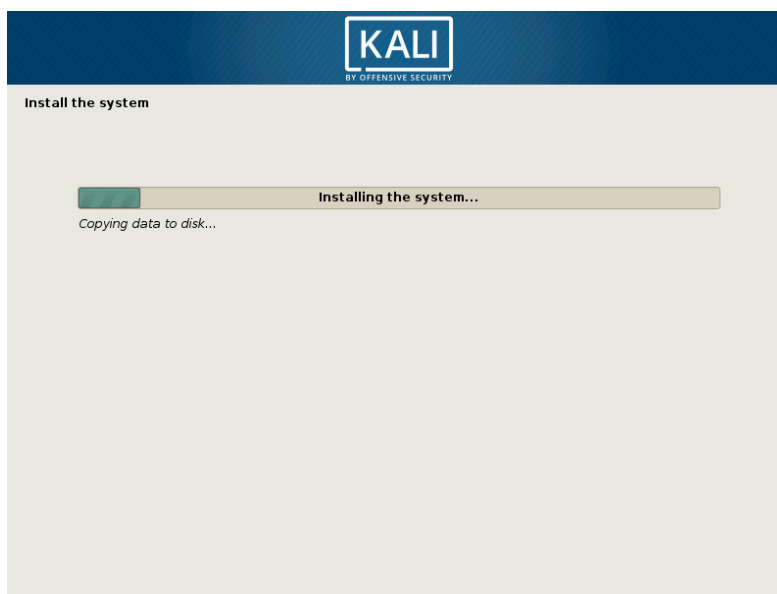 KALI
BY OFFENSIVE SECURITY
Install the system
Installing the system...
Copying data to disk...